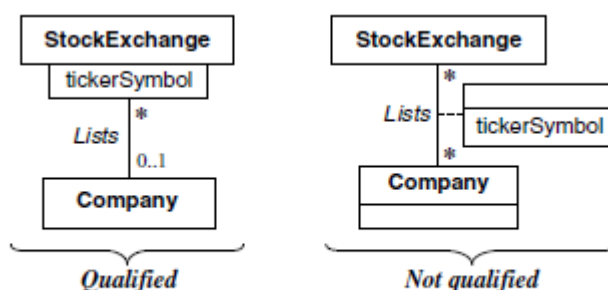 StockExchange
tickerSymbol
*
Lists
0..1
Company
Qualified
StockExchange
*
Lists
tickerSymbol
*
Company
Not qualified